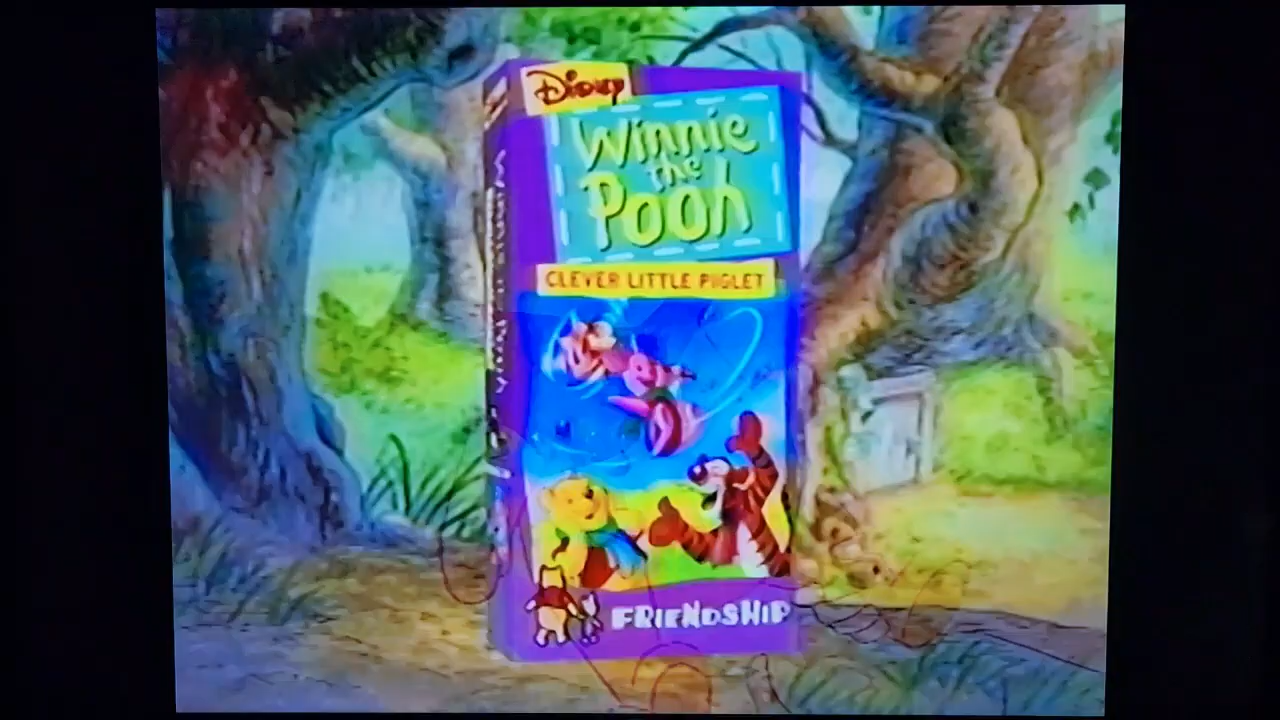 Disney
Winnie
the
Pooh
CLEVER LITTLE PIGLET
FRIENDSHIP